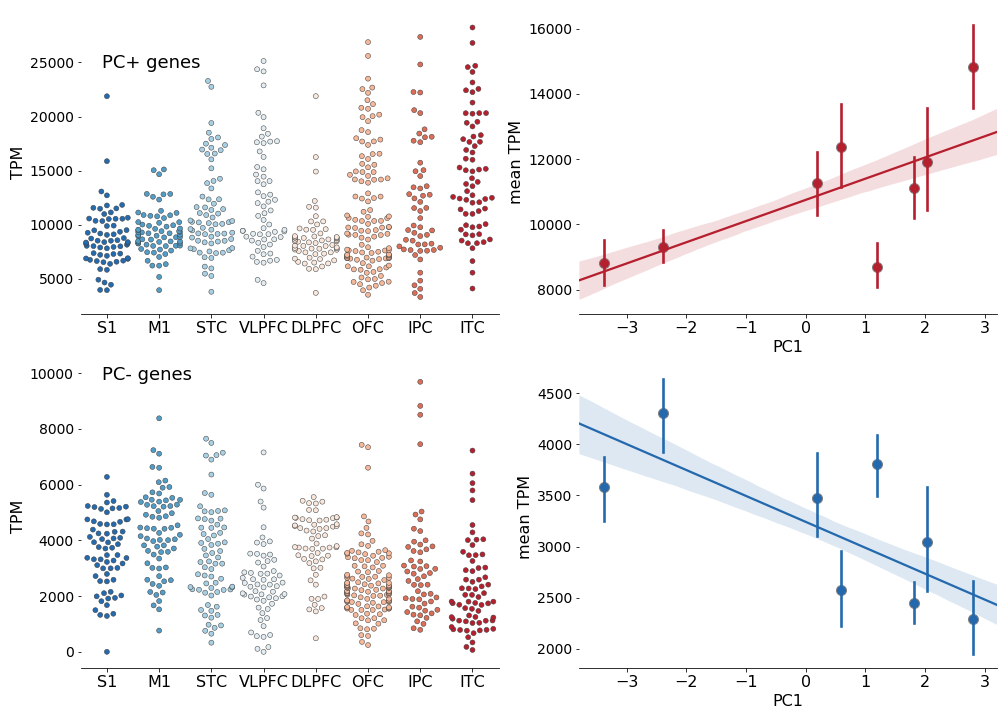 PC+ genes
TPM
25000
20000
15000
10000
5000
S1 M1 STC VLPFC DLPFC OFC IPC ITC
mean TPM
16000
14000
12000
10000
8000
−3 −2 −1 0 1 2 3
PC1
PC- genes
TPM
10000
8000
6000
4000
2000
0
S1 M1 STC VLPFC DLPFC OFC IPC ITC
mean TPM
4500
4000
3500
3000
2500
2000
−3 −2 −1 0 1 2 3
PC1